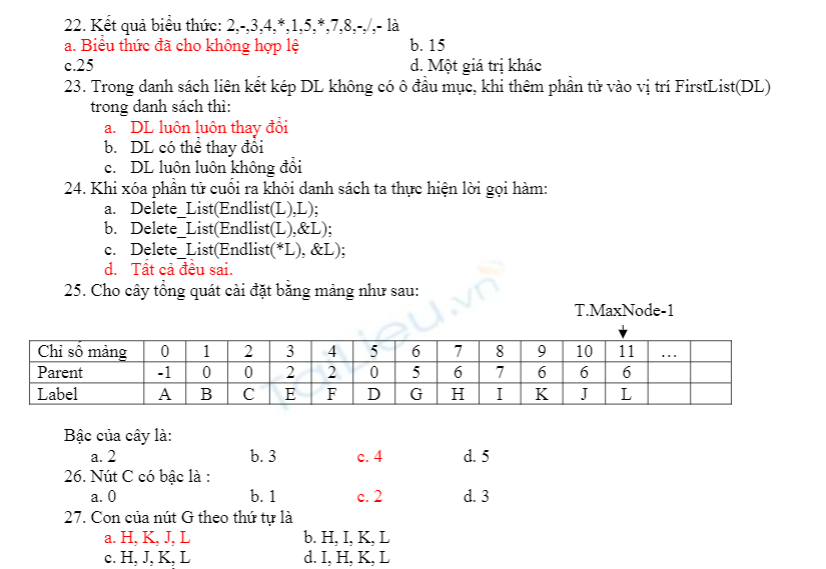 22. Kết quả biểu thức: 2,-,3,4,*,1,5,*,7,8,-,/,- là
a. Biểu thức đã cho không hợp lệ b. 15
c.25 d. Một giá trị khác
23. Trong danh sách liên kết kép DL không có ô đầu mục, khi thêm phần tử vào vị trí FirstList(DL)
trong danh sách thì:
a. DL luôn luôn thay đổi
b. DL có thể thay đổi
c. DL luôn luôn không đổi
24. Khi xóa phần tử cuối ra khỏi danh sách ta thực hiện lời gọi hàm:
a. Delete_List(Endlist(L),L);
b. Delete_List(Endlist(L),&L);
c. Delete_List(Endlist(*L), &L);
d. Tất cả đều sai.
25. Cho cây tổng quát cài đặt bằng mảng như sau:
T.MaxNode-1
Chỉ số mảng 0 1 2 3 4 5 6 7 8 9 10 11 …
Parent -1 0 0 2 2 0 5 6 7 6 6 6
Label A B C E F D G H I K J L
TaiLieu.vn
Bậc của cây là:
a. 2 b. 3 c. 4 d. 5
26. Nút C có bậc là :
a. 0 b. 1 c. 2 d. 3
27. Con của nút G theo thứ tự là
a. H, K, J, L b. H, I, K, L
c. H, J, K, L d. I, H, K, L